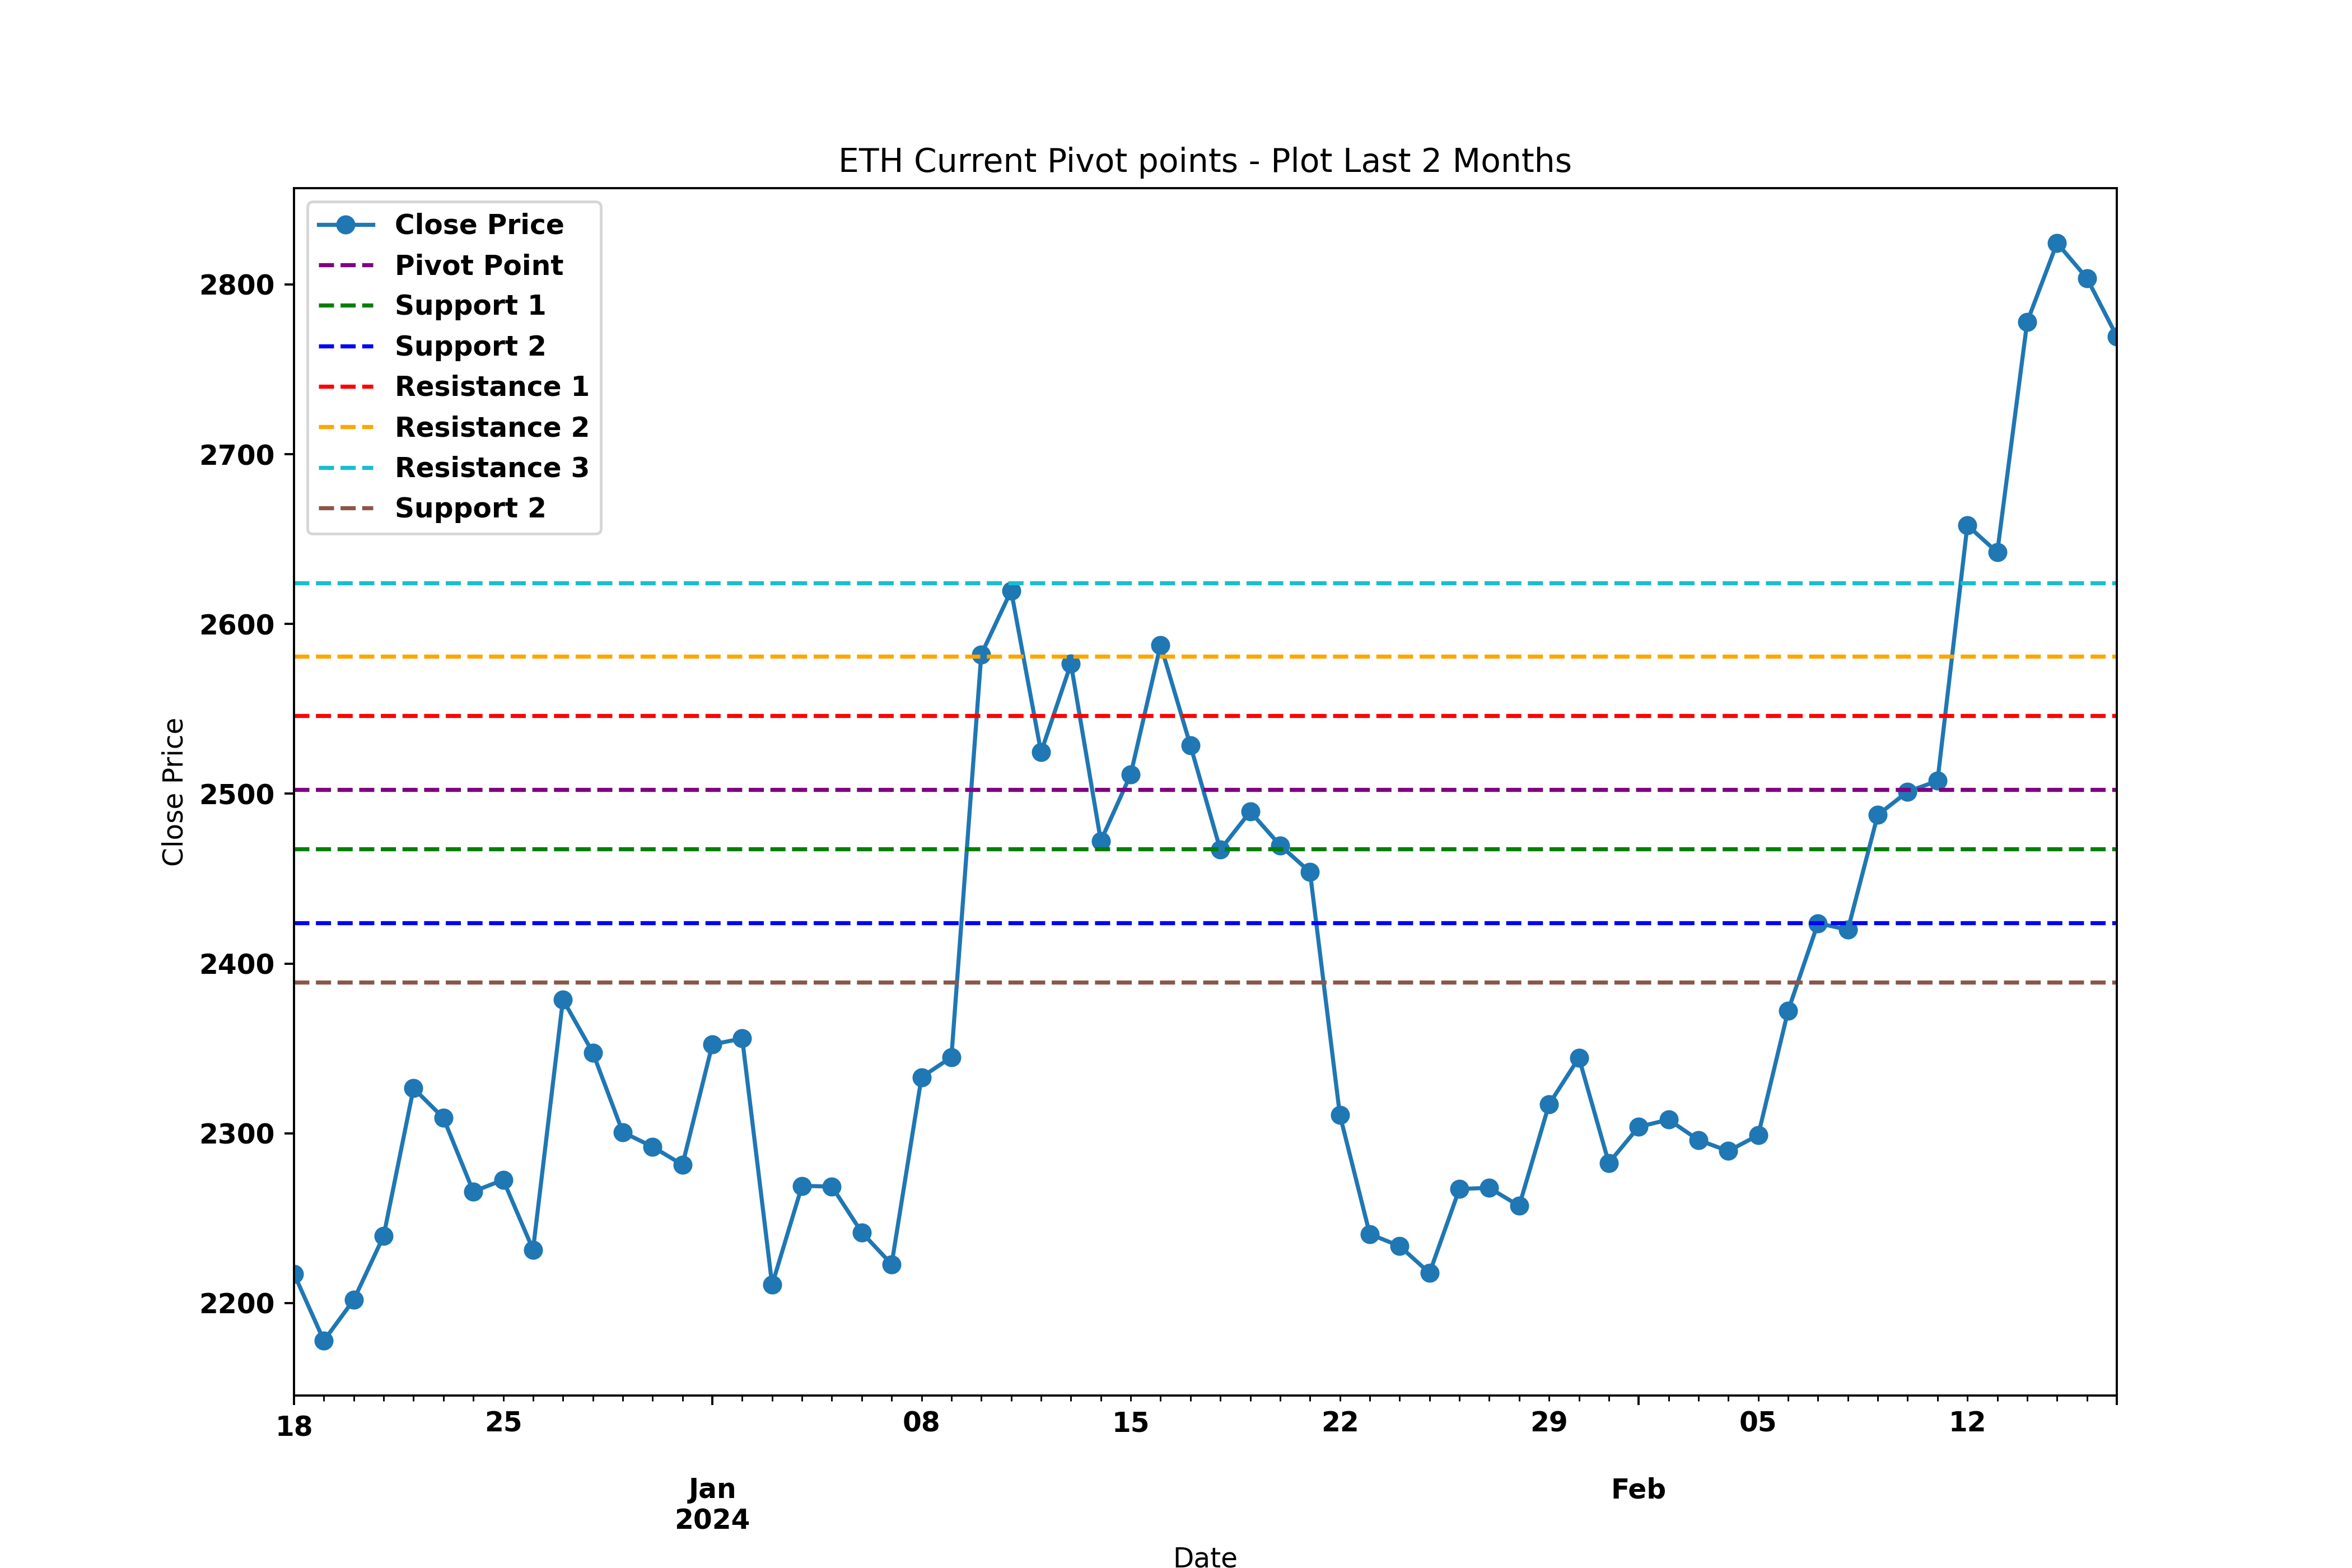 ETH Current Pivot points - Plot Last 2 Months
Close Price
Pivot Point
Support 1
Support 2
Resistance 1
Resistance 2
Resistance 3
Support 2
2800
2700
2600
2500
2400
2300
2200
Close Price
18
25
08
15
22
29
05
12
Jan
2024
Feb
Date